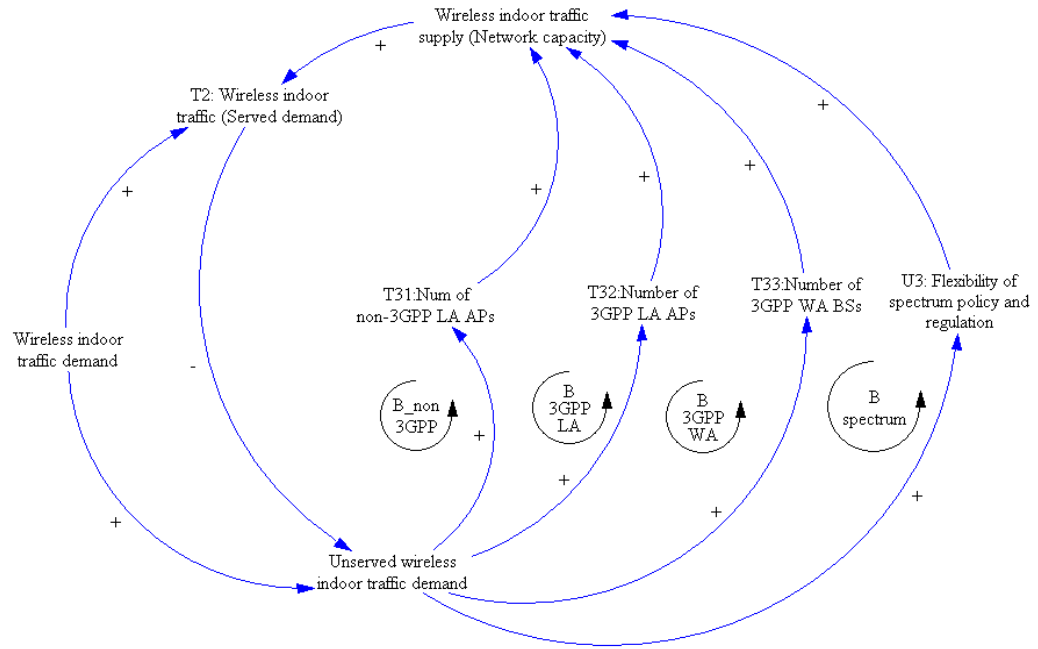 Wireless indoor traffic
supply (Network capacity)
+
T2: Wireless indoor
traffic (Served demand)
+
+
+
+
+
T31:Num of
non-3GPP LA APs
T32:Number of
3GPP LA APs
T33:Number of
3GPP WA BSs
U3: Flexibility of
spectrum policy and
regulation
Wireless indoor
traffic demand
-
B_non
3GPP
B
3GPP
LA
B
3GPP
WA
B
spectrum
+
+
+
+
+
Unserved wireless
indoor traffic demand